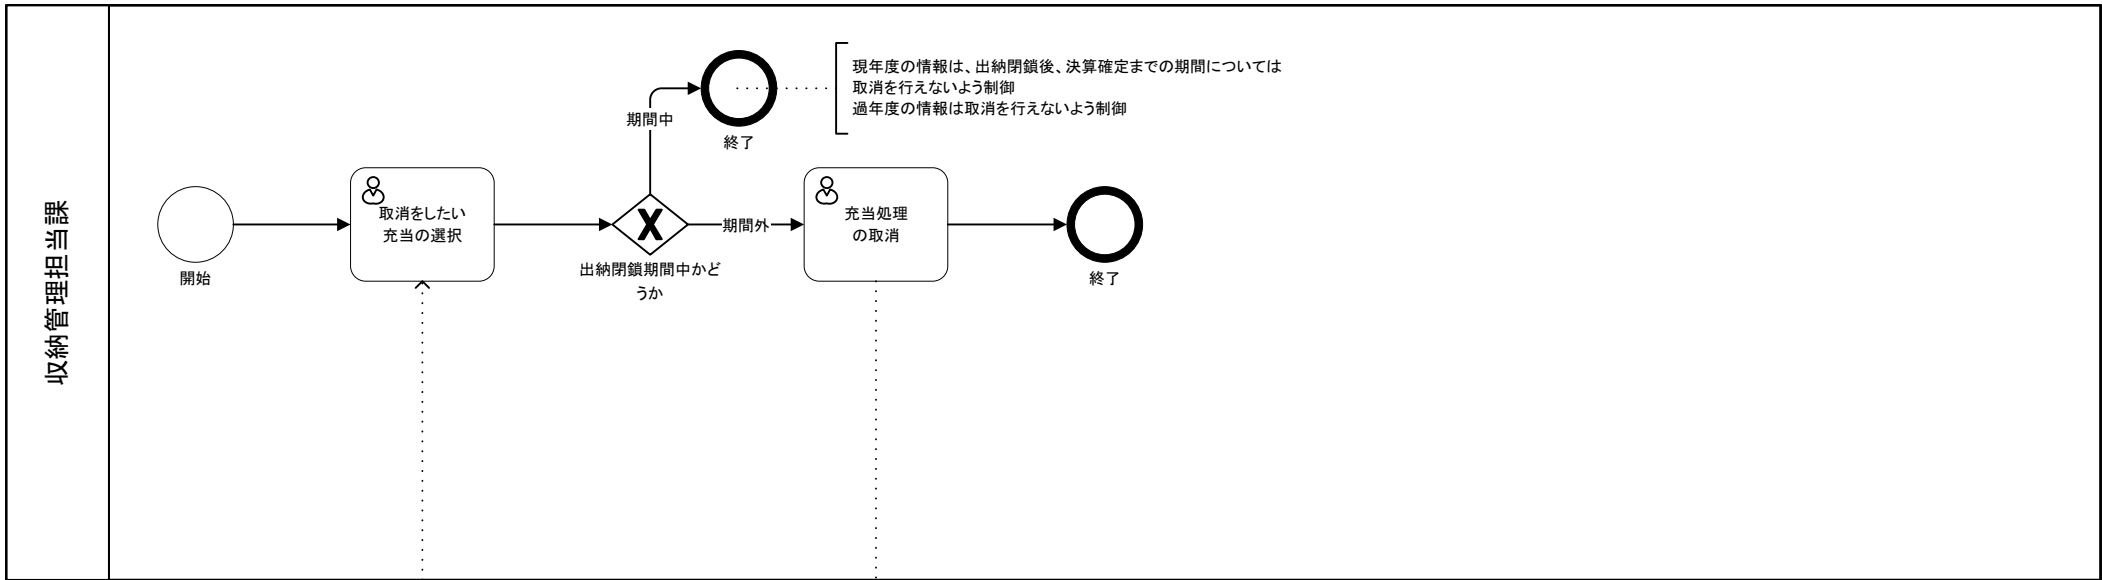 収納管理担当課
開始
取消をしたい
充当の選択
出納閉鎖期間中かど
うか
期間中
終了
現年度の情報は、出納閉鎖後、決算確定までの期間については
取消を行えないよう制御
過年度の情報は取消を行えないよう制御
期間外
充当処理
の取消
終了